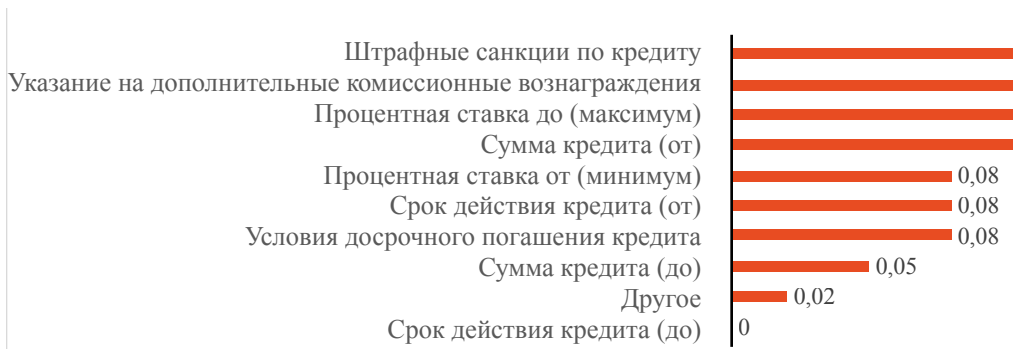 Штрафные санкции по кредиту
Указание на дополнительные комиссионные вознаграждения
Процентная ставка до (максимум)
Сумма кредита (от)
Процентная ставка от (минимум) 0,08
Срок действия кредита (от) 0,08
Условия досрочного погашения кредита 0,08
Сумма кредита (до) 0,05
Другое 0,02
Срок действия кредита (до) 0